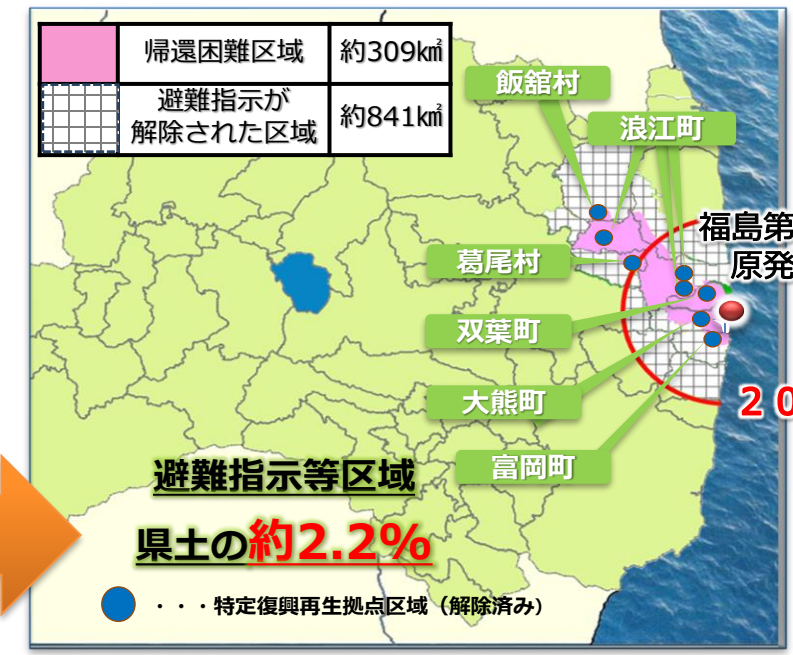 帰還困難区域 約309㎢
避難指示が
解除された区域 約841㎢
飯舘村
浪江町
福島第
原発
葛尾村
双葉町
大熊町
２０
富岡町
避難指示等区域
県土の約2.2%
・・・特定復興再生拠点区域（解除済み）